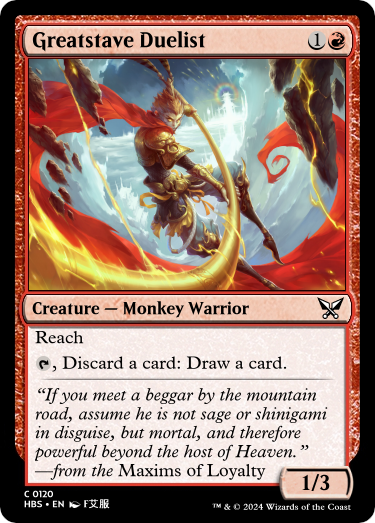 Greatstave Duelist 1
Creature — Monkey Warrior
Reach
, Discard a card: Draw a card.
“If you meet a beggar by the mountain
road, assume he is not sage or shinigami
in disguise, but mortal, and therefore
powerful beyond the host of Heaven.”
—from the Maxims of Loyalty
1/3
C 0120
HBS • EN F艾服
™ & © 2024 Wizards of the Coast